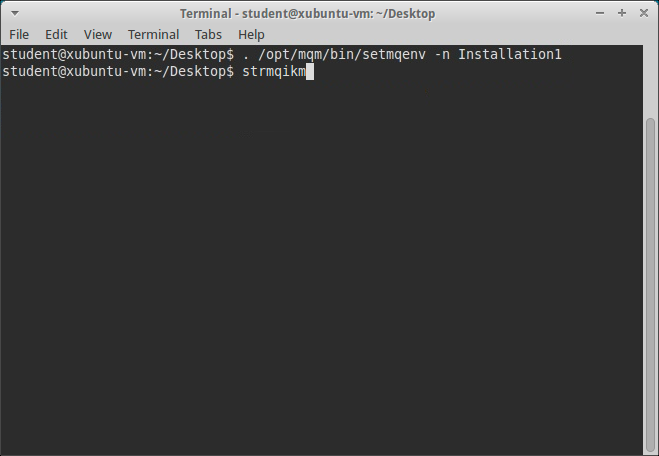 Terminal - student@xubuntu-vm: ~/Desktop
File Edit View Terminal Tabs Help
student@xubuntu-vm:~/Desktop$ . /opt/mqm/bin/setmqenv -n Installation1
student@xubuntu-vm:~/Desktop$ strmqikm